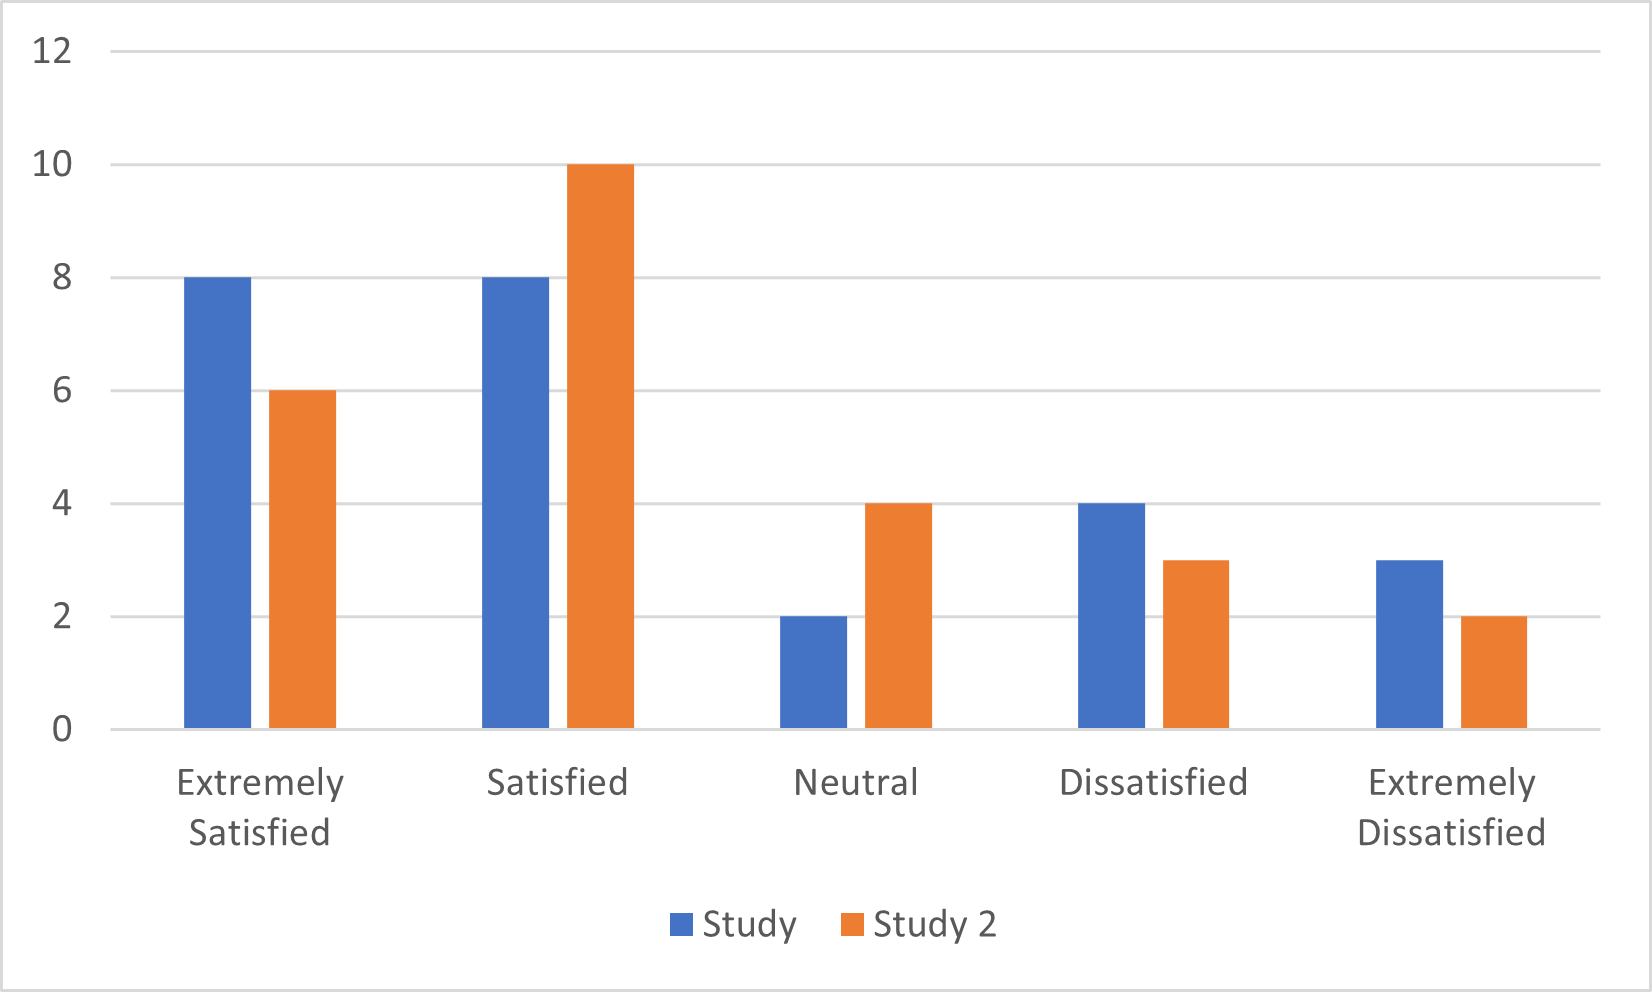 12
10
8
6
4
2
0
Extremely
Satisfied
Satisfied
Neutral
Dissatisfied
Extremely
Dissatisfied
Study
Study 2